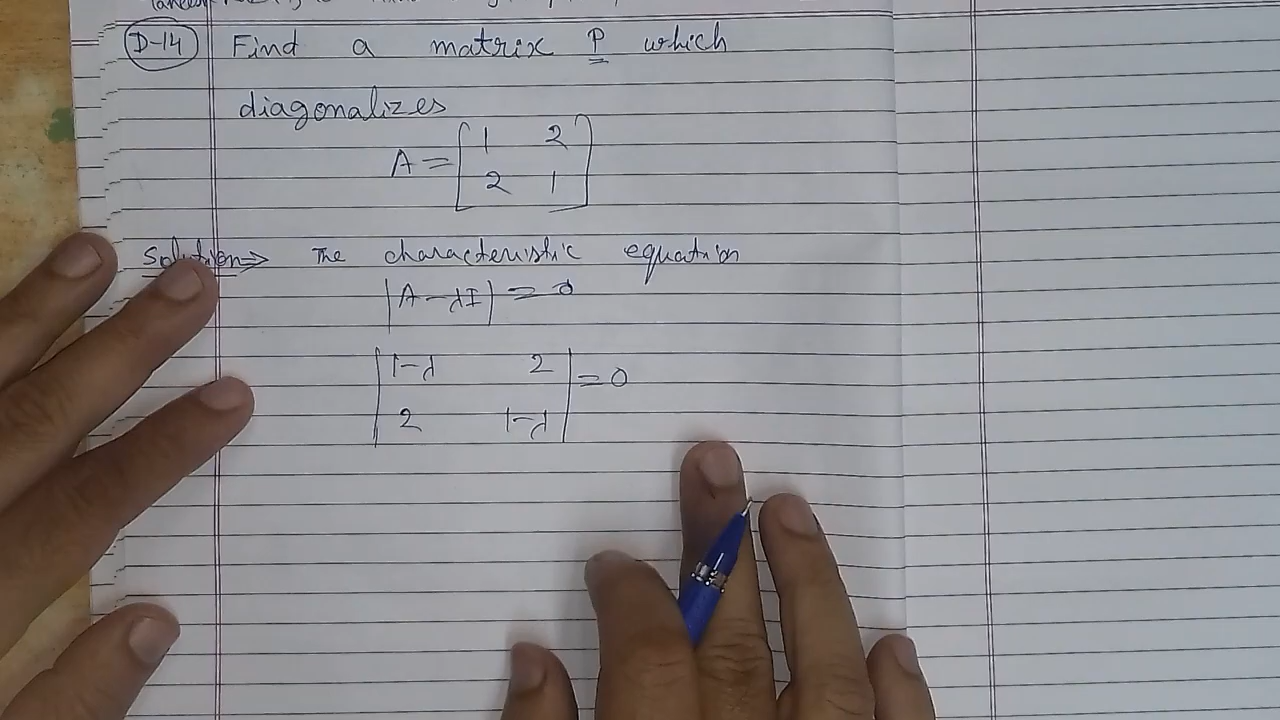 D-14 Find a matrix P which
diagonalizes
A = [1 2
2 1]
Solution⇒ The characteristic equation
|A-λI| = 0
|1-λ 2
2 1-λ| = 0